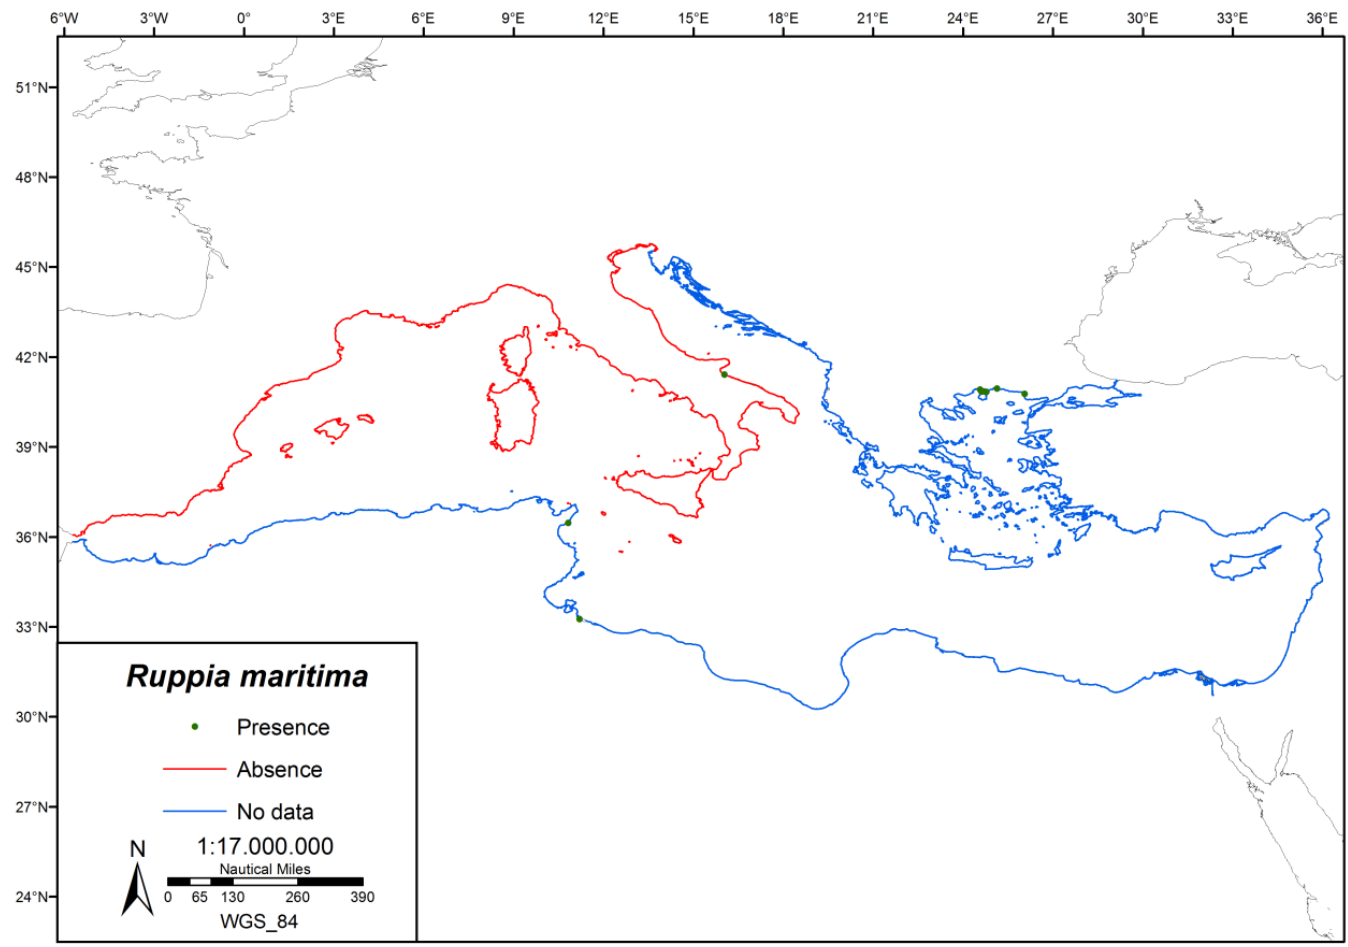 6°W 3°W 0° 3°E 6°E 9°E 12°E 15°E 18°E 21°E 24°E 27°E 30°E 33°E 36°E
51°N
48°N
45°N
42°N
39°N
36°N
33°N
30°N
27°N
24°N
Ruppia maritima
Presence
Absence
No data
N
1:17.000.000
Nautical Miles
0 65 130 260 390
WGS_84